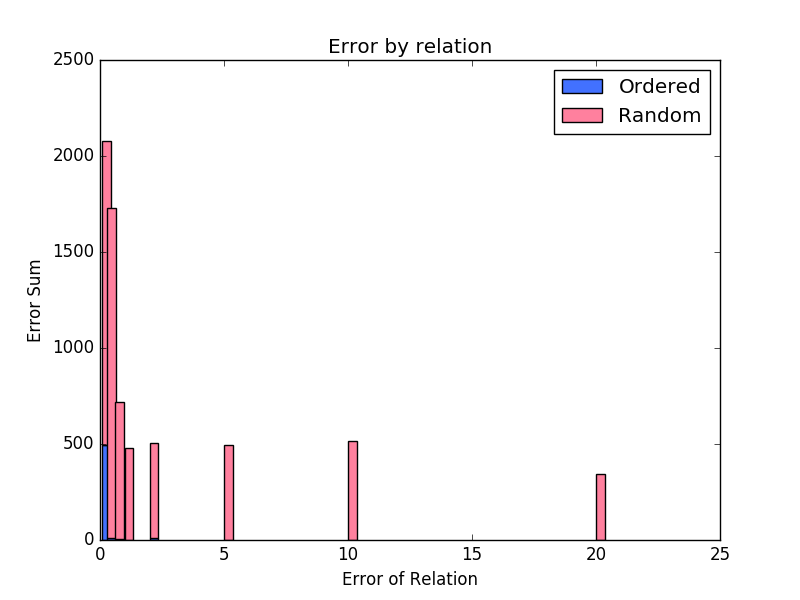 Error by relation
Ordered
Random
2500
2000
1500
1000
500
0
Error Sum
0 5 10 15 20 25
Error of Relation